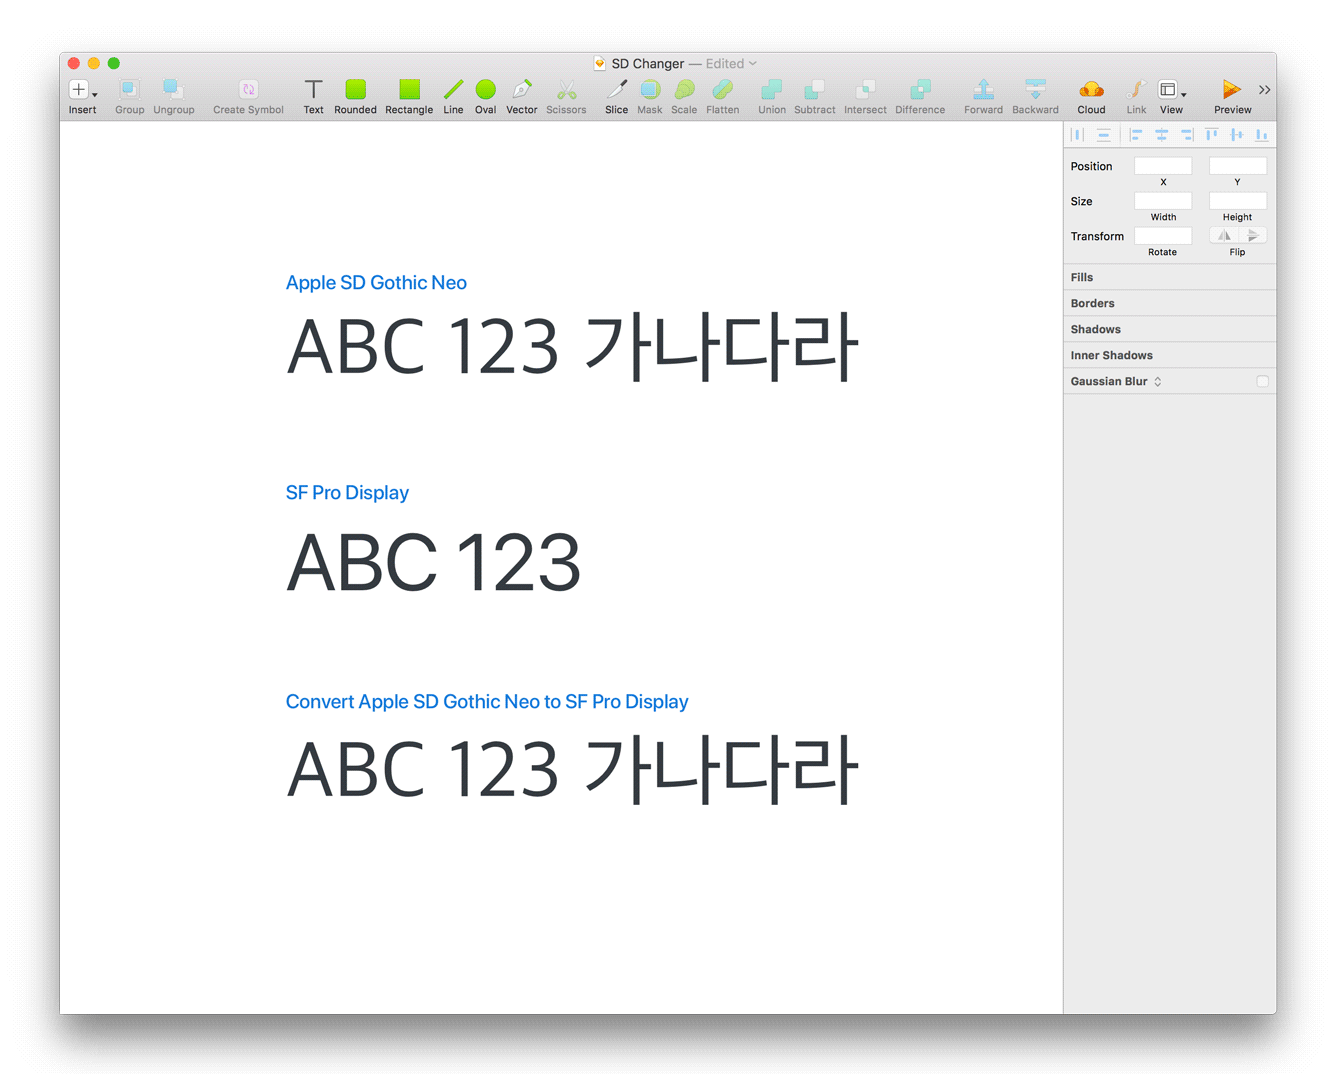 SD Changer — Edited
Insert Group Ungroup Create Symbol Text Rounded Rectangle Line Oval Vector Scissors Slice Mask Scale Flatten Union Subtract Intersect Difference Forward Backward Cloud Link View Preview
Position
X Y
Size
Width Height
Transform
Rotate Flip
Fills
Borders
Shadows
Inner Shadows
Gaussian Blur
Apple SD Gothic Neo
ABC 123 가나다라
SF Pro Display
ABC 123
Convert Apple SD Gothic Neo to SF Pro Display
ABC 123 가나다라